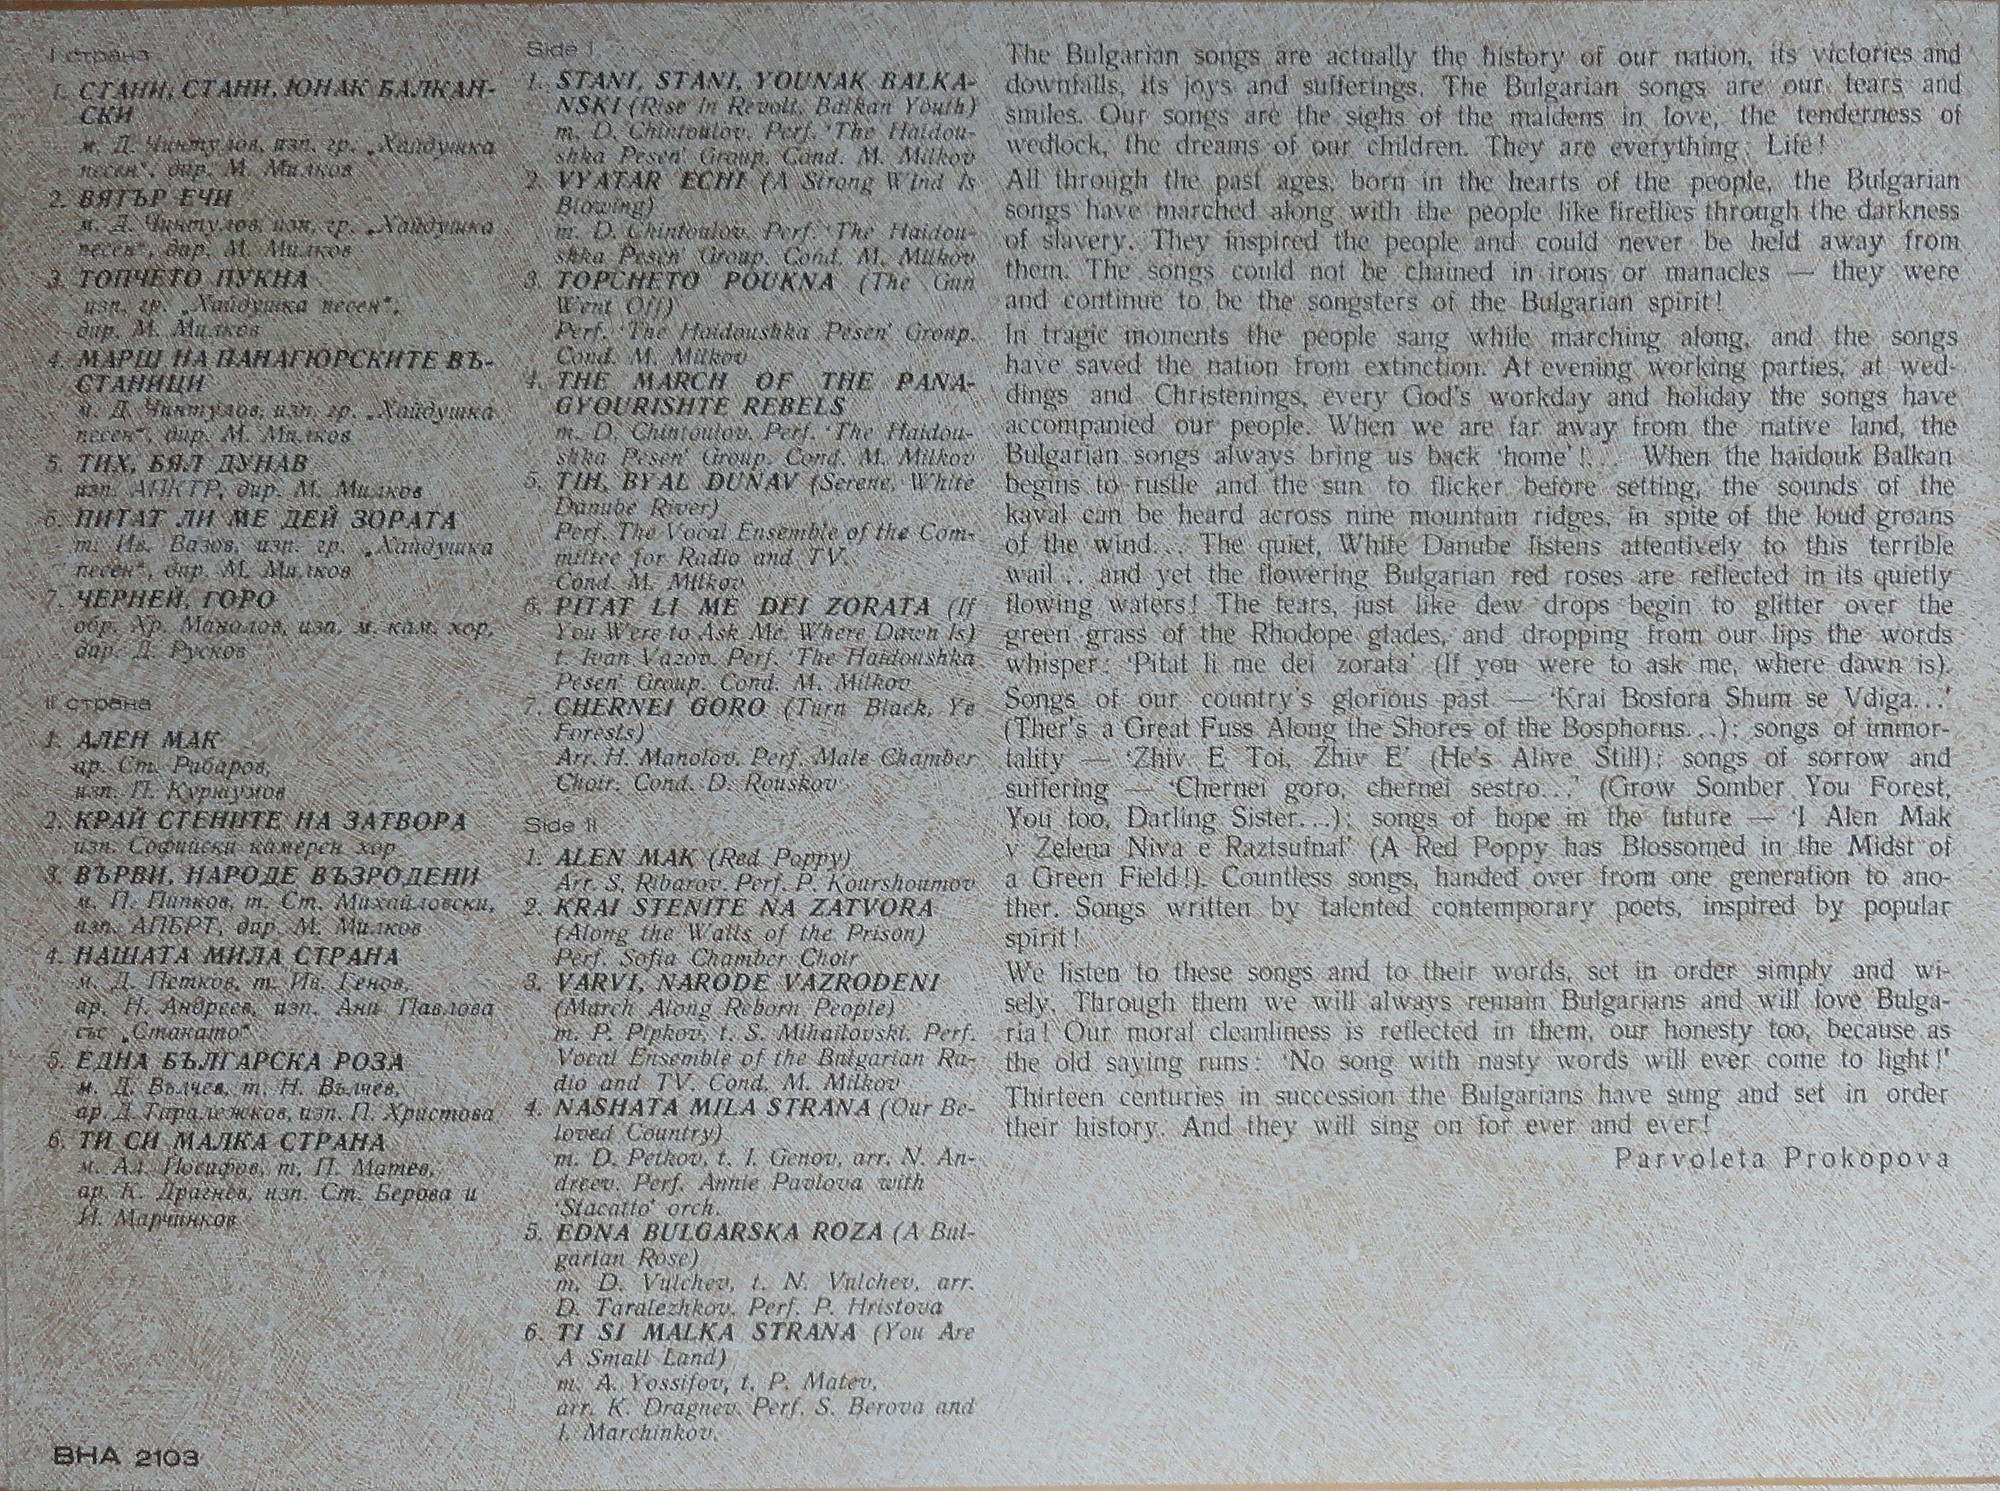 I страна
1. СТАНИ, СТАНИ, ЮНАК БАЛКАН-
СКИ
м. Д. Чинтулов, изп. гр. „Хайдушка
песен“, дир. М. Милков
2. ВЯТЪР ЕЧИ
м. Д. Чинтулов, изп. гр. „Хайдушка
песен“, дир. М. Милков
3. ТОПЧЕТО ПУКНА
изп. гр. „Хайдушка песен“,
дир. М. Милков
4. МАРШ НА ПАНАГЮРСКИТЕ ВЪ-
СТАНИЦИ
м. Д. Чинтулов, изп. гр. „Хайдушка
песен“, дир. М. Милков
5. ТИХ, БЯЛ ДУНАВ
изп. АПКТР, дир. М. Милков
6. ПИТАТ ЛИ МЕ ДЕЙ ЗОРАТА
т. Ив. Вазов, изп. гр. „Хайдушка
песен“, дир. М. Милков
7. ЧЕРНЕЙ, ГОРО
обр. Хр. Манолов, изп. м. кам. хор,
дир. Д. Русков
II страна
1. АЛЕН МАК
ар. Ст. Рибаров,
изп. П. Куршумов
2. КРАЙ СТЕНИТЕ НА ЗАТВОРА
изп. Софийски камерен хор
3. ВЪРВИ, НАРОДЕ ВЪЗРОДЕНИ
м. П. Пипков, т. Ст. Михайловски,
изп. АПБРТ, дир. М. Милков
4. НАШАТА МИЛА СТРАНА
м. Д. Петков, т. Ив. Генов,
ар. Н. Андреев, изп. Ани Павлова
със „Стакато“
5. ЕДНА БЪЛГАРСКА РОЗА
м. Д. Вълчев, т. Н. Вълчев,
ар. Д. Таралежков, изп. П. Христова
6. ТИ СИ МАЛКА СТРАНА
м. Ал. Йосифов, т. П. Матев,
ар. К. Драгнев, изп. Ст. Берова и
И. Марчинков
ВНА 2103
Side I
1. STANI, STANI, YOUNAK BALKA-
NSKI (Rise In Revolt, Balkan Youth)
m. D. Chintoulov. Perf. 'The Haidou-
shka Pesen' Group. Cond. M. Milkov
2. VYATAR ECHI (A Strong Wind Is
Blowing)
m. D. Chintoulov. Perf. 'The Haidou-
shka Pesen' Group. Cond. M. Milkov
3. TOPCHETO POUKNA (The Gun
Went Off)
Perf. 'The Haidoushka Pesen' Group.
Cond. M. Milkov
4. THE MARCH OF THE PANA-
GYOURISHTE REBELS
m. D. Chintoulov. Perf. 'The Haidou-
shka Pesen' Group. Cond. M. Milkov
5. TIH, BYAL DUNAV (Serene, White
Danube River)
Perf. The Vocal Ensemble of the Com-
mittee for Radio and TV.
Cond. M. Milkov
6. PITAT LI ME DEI ZORATA (If
You Were to Ask Me, Where Dawn Is)
t. Ivan Vazov. Perf. 'The Haidoushka
Pesen' Group. Cond. M. Milkov
7. CHERNEI GORO (Turn Black, Ye
Forests)
Arr. H. Manolov. Perf. Male Chamber
Choir. Cond. D. Rouskov
Side II
1. ALEN MAK (Red Poppy)
Arr. S. Ribarov. Perf. P. Kourshoumov
2. KRAI STENITE NA ZATVORA
(Along the Walls of the Prison)
Perf. Sofia Chamber Choir
3. VARVI, NARODE VAZRODENI
(March Along Reborn People)
m. P. Pipkov, t. S. Mihailovski. Perf.
Vocal Ensemble of the Bulgarian Ra-
dio and TV. Cond. M. Milkov
4. NASHATA MILA STRANA (Our Be-
loved Country)
m. D. Petkov, t. I. Genov, arr. N. An-
dreev. Perf. Annie Pavlova with
'Stacatto' orch.
5. EDNA BULGARSKA ROZA (A Bul-
garian Rose)
m. D. Vulchev, t. N. Vulchev, arr.
D. Taralezhkov. Perf. P. Hristova
6. TI SI MALKA STRANA (You Are
A Small Land)
m. A. Yossifov, t. P. Matev,
arr. K. Dragnev. Perf. S. Berova and
I. Marchinkov.
The Bulgarian songs are actually the history of our nation, its victories and
downfalls, its joys and sufferings. The Bulgarian songs are our tears and
smiles. Our songs are the sighs of the maidens in love, the tenderness of
wedlock, the dreams of our children. They are everything: Life!
All through the past ages, born in the hearts of the people, the Bulgarian
songs have marched along with the people like fireflies through the darkness
of slavery. They inspired the people and could never be held away from
them. The songs could not be chained in irons or manacles — they were
and continue to be the songsters of the Bulgarian spirit!
In tragic moments the people sang while marching along, and the songs
have saved the nation from extinction. At evening working parties, at wed-
dings and Christenings, every God's workday and holiday the songs have
accompanied our people. When we are far away from the native land, the
Bulgarian songs always bring us back 'home'!... When the haidouk Balkan
begins to rustle and the sun to flicker before setting, the sounds of the
kaval can be heard across nine mountain ridges, in spite of the loud groans
of the wind... The quiet, White Danube listens attentively to this terrible
wail... and yet the flowering Bulgarian red roses are reflected in its quietly
flowing waters! The tears, just like dew drops begin to glitter over the
green grass of the Rhodope glades, and dropping from our lips the words
whisper: 'Pitat li me dei zorata' (If you were to ask me, where dawn is).
Songs of our country's glorious past — 'Krai Bosfora Shum se Vdiga...'
(Ther's a Great Fuss Along the Shores of the Bosphorus...); songs of immor-
tality — 'Zhiv E Toi, Zhiv E' (He's Alive Still); songs of sorrow and
suffering — 'Chernei goro, chernei sestro...' (Grow Somber You Forest,
You too, Darling Sister...); songs of hope in the future — 'I Alen Mak
v Zelena Niva e Raztsufnal' (A Red Poppy has Blossomed in the Midst of
a Green Field!). Countless songs, handed over from one generation to ano-
ther. Songs written by talented contemporary poets, inspired by popular
spirit!
We listen to these songs and to their words, set in order simply and wi-
sely. Through them we will always remain Bulgarians and will love Bulga-
ria! Our moral cleanliness is reflected in them, our honesty too, because as
the old saying runs: 'No song with nasty words will ever come to light!'
Thirteen centuries in succession the Bulgarians have sung and set in order
their history. And they will sing on for ever and ever!
Parvoleta Prokopova